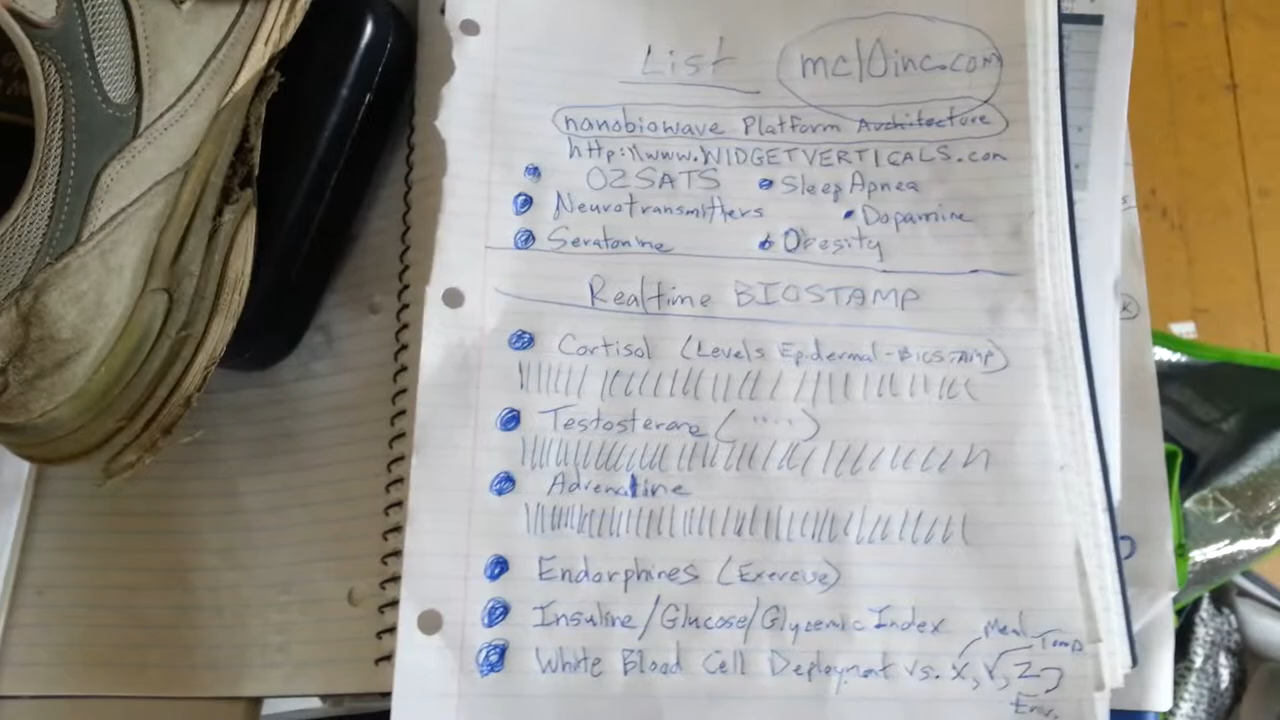 List mc10inc.com
nanobiowave Platform Architecture
http://www.WIDGETVERTICALS.com
O2SATS • Sleep Apnea
• Neurotransmitters • Dopamine
• Seratonine • Obesity
Realtime BIOSTAMP
• Cortisol (Levels Epidermal-BIOSTAMP)
• Testosterone (....)
• Adrenaline
• Endorphines (Exercise)
• Insuline/Glucose/Glycemic Index
Meal Temp
• White Blood Cell Deployment vs. X, Y, Z
Env.